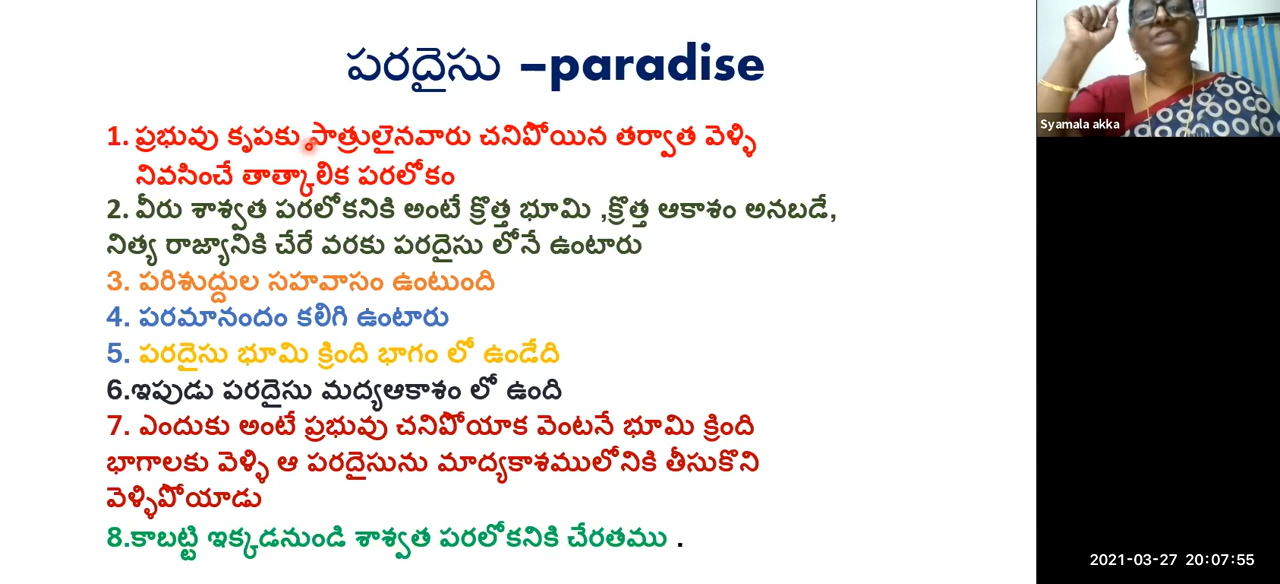 పరదైసు –paradise
1. ప్రభువు కృపకు పాత్రులైనవారు చనిపోయిన తర్వాత వెళ్ళి
నివసించే తాత్కాలిక పరలోకం
2. వీరు శాశ్వత పరలోకనికి అంటే క్రొత్త భూమి ,క్రొత్త ఆకాశం అనబడే,
నిత్య రాజ్యానికి చేరే వరకు పరదైసు లోనే ఉంటారు
3. పరిశుద్దుల సహవాసం ఉంటుంది
4. పరమానందం కలిగి ఉంటారు
5. పరదైసు భూమి క్రింది భాగం లో ఉండేది
6.ఇపుడు పరదైసు మద్యఆకాశం లో ఉంది
7. ఎందుకు అంటే ప్రభువు చనిపోయాక వెంటనే భూమి క్రింది
భాగాలకు వెళ్ళి ఆ పరదైసును మాద్యకాశములోనికి తీసుకొని
వెళ్ళిపోయాడు
8.కాబట్టి ఇక్కడనుండి శాశ్వత పరలోకనికి చేరతము .
Syamala akka
2021-03-27 20:07:55